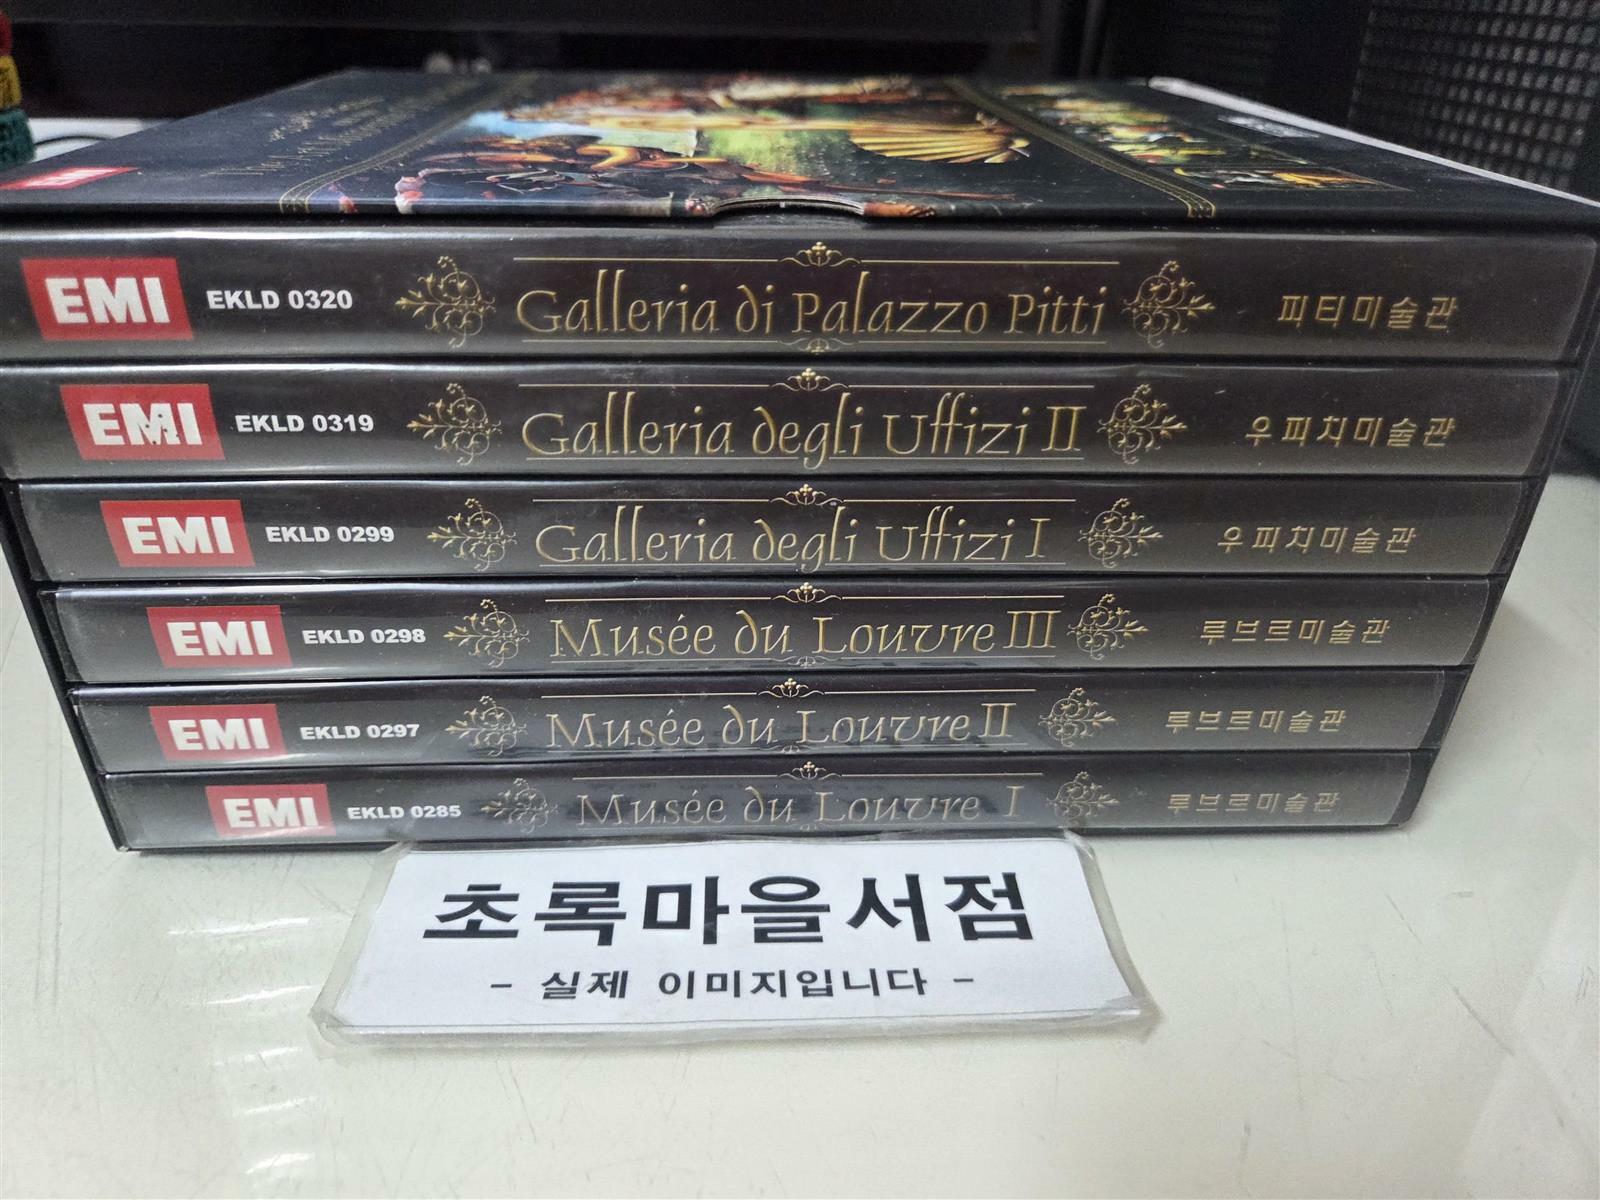 EMI
EMI EKLD 0320 Galleria di Palazzo Pitti 피티미술관
EMI EKLD 0319 Galleria degli Uffizi II 우피치미술관
EMI EKLD 0299 Galleria degli Uffizi I 우피치미술관
EMI EKLD 0298 Musée du Louvre III 루브르미술관
EMI EKLD 0297 Musée du Louvre II 루브르미술관
EMI EKLD 0285 Musée du Louvre I 루브르미술관
초록마을서점
- 실제 이미지입니다 -